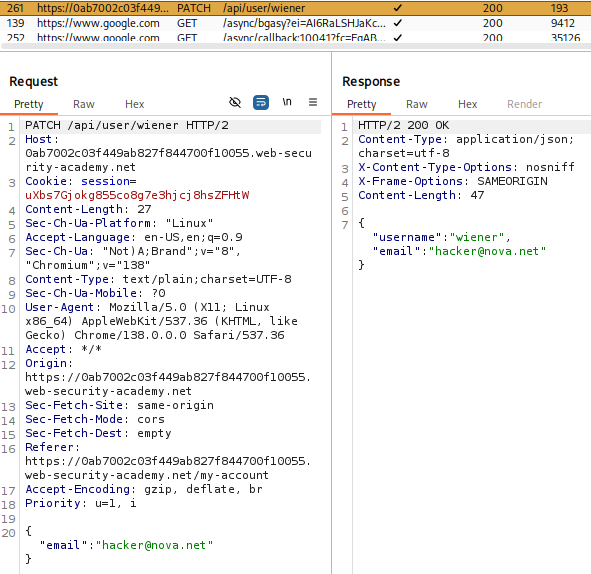 261 https://0ab7002c03f449... PATCH /api/user/wiener ✓ 200 193
139 https://www.google.com GET /async/bgasy?ei=AI6RaLSHJaKc... ✓ 200 9412
252 https://www.google.com GET /async/callback:10041?fc=EqAB... ✓ 200 35126
Request
Pretty Raw Hex \n
1 PATCH /api/user/wiener HTTP/2
2 Host:
0ab7002c03f449ab827f844700f10055.web-secu
rity-academy.net
3 Cookie: session=
uXbs7Gjokg855co8g7e3hjcj8hsZFHtW
4 Content-Length: 27
5 Sec-Ch-Ua-Platform: "Linux"
6 Accept-Language: en-US,en;q=0.9
7 Sec-Ch-Ua: "Not)A;Brand";v="8",
"Chromium";v="138"
8 Content-Type: text/plain;charset=UTF-8
9 Sec-Ch-Ua-Mobile: ?0
10 User-Agent: Mozilla/5.0 (X11; Linux
x86_64) AppleWebKit/537.36 (KHTML, like
Gecko) Chrome/138.0.0.0 Safari/537.36
11 Accept: */*
12 Origin:
https://0ab7002c03f449ab827f844700f10055.
web-security-academy.net
13 Sec-Fetch-Site: same-origin
14 Sec-Fetch-Mode: cors
15 Sec-Fetch-Dest: empty
16 Referer:
https://0ab7002c03f449ab827f844700f10055.
web-security-academy.net/my-account
17 Accept-Encoding: gzip, deflate, br
18 Priority: u=1, i
19
20 {
"email":"hacker@nova.net"
}
Response
Pretty Raw Hex Render
1 HTTP/2 200 OK
2 Content-Type: application/json;
charset=utf-8
3 X-Content-Type-Options: nosniff
4 X-Frame-Options: SAMEORIGIN
5 Content-Length: 47
6
7 {
"username":"wiener",
"email":"hacker@nova.net"
}